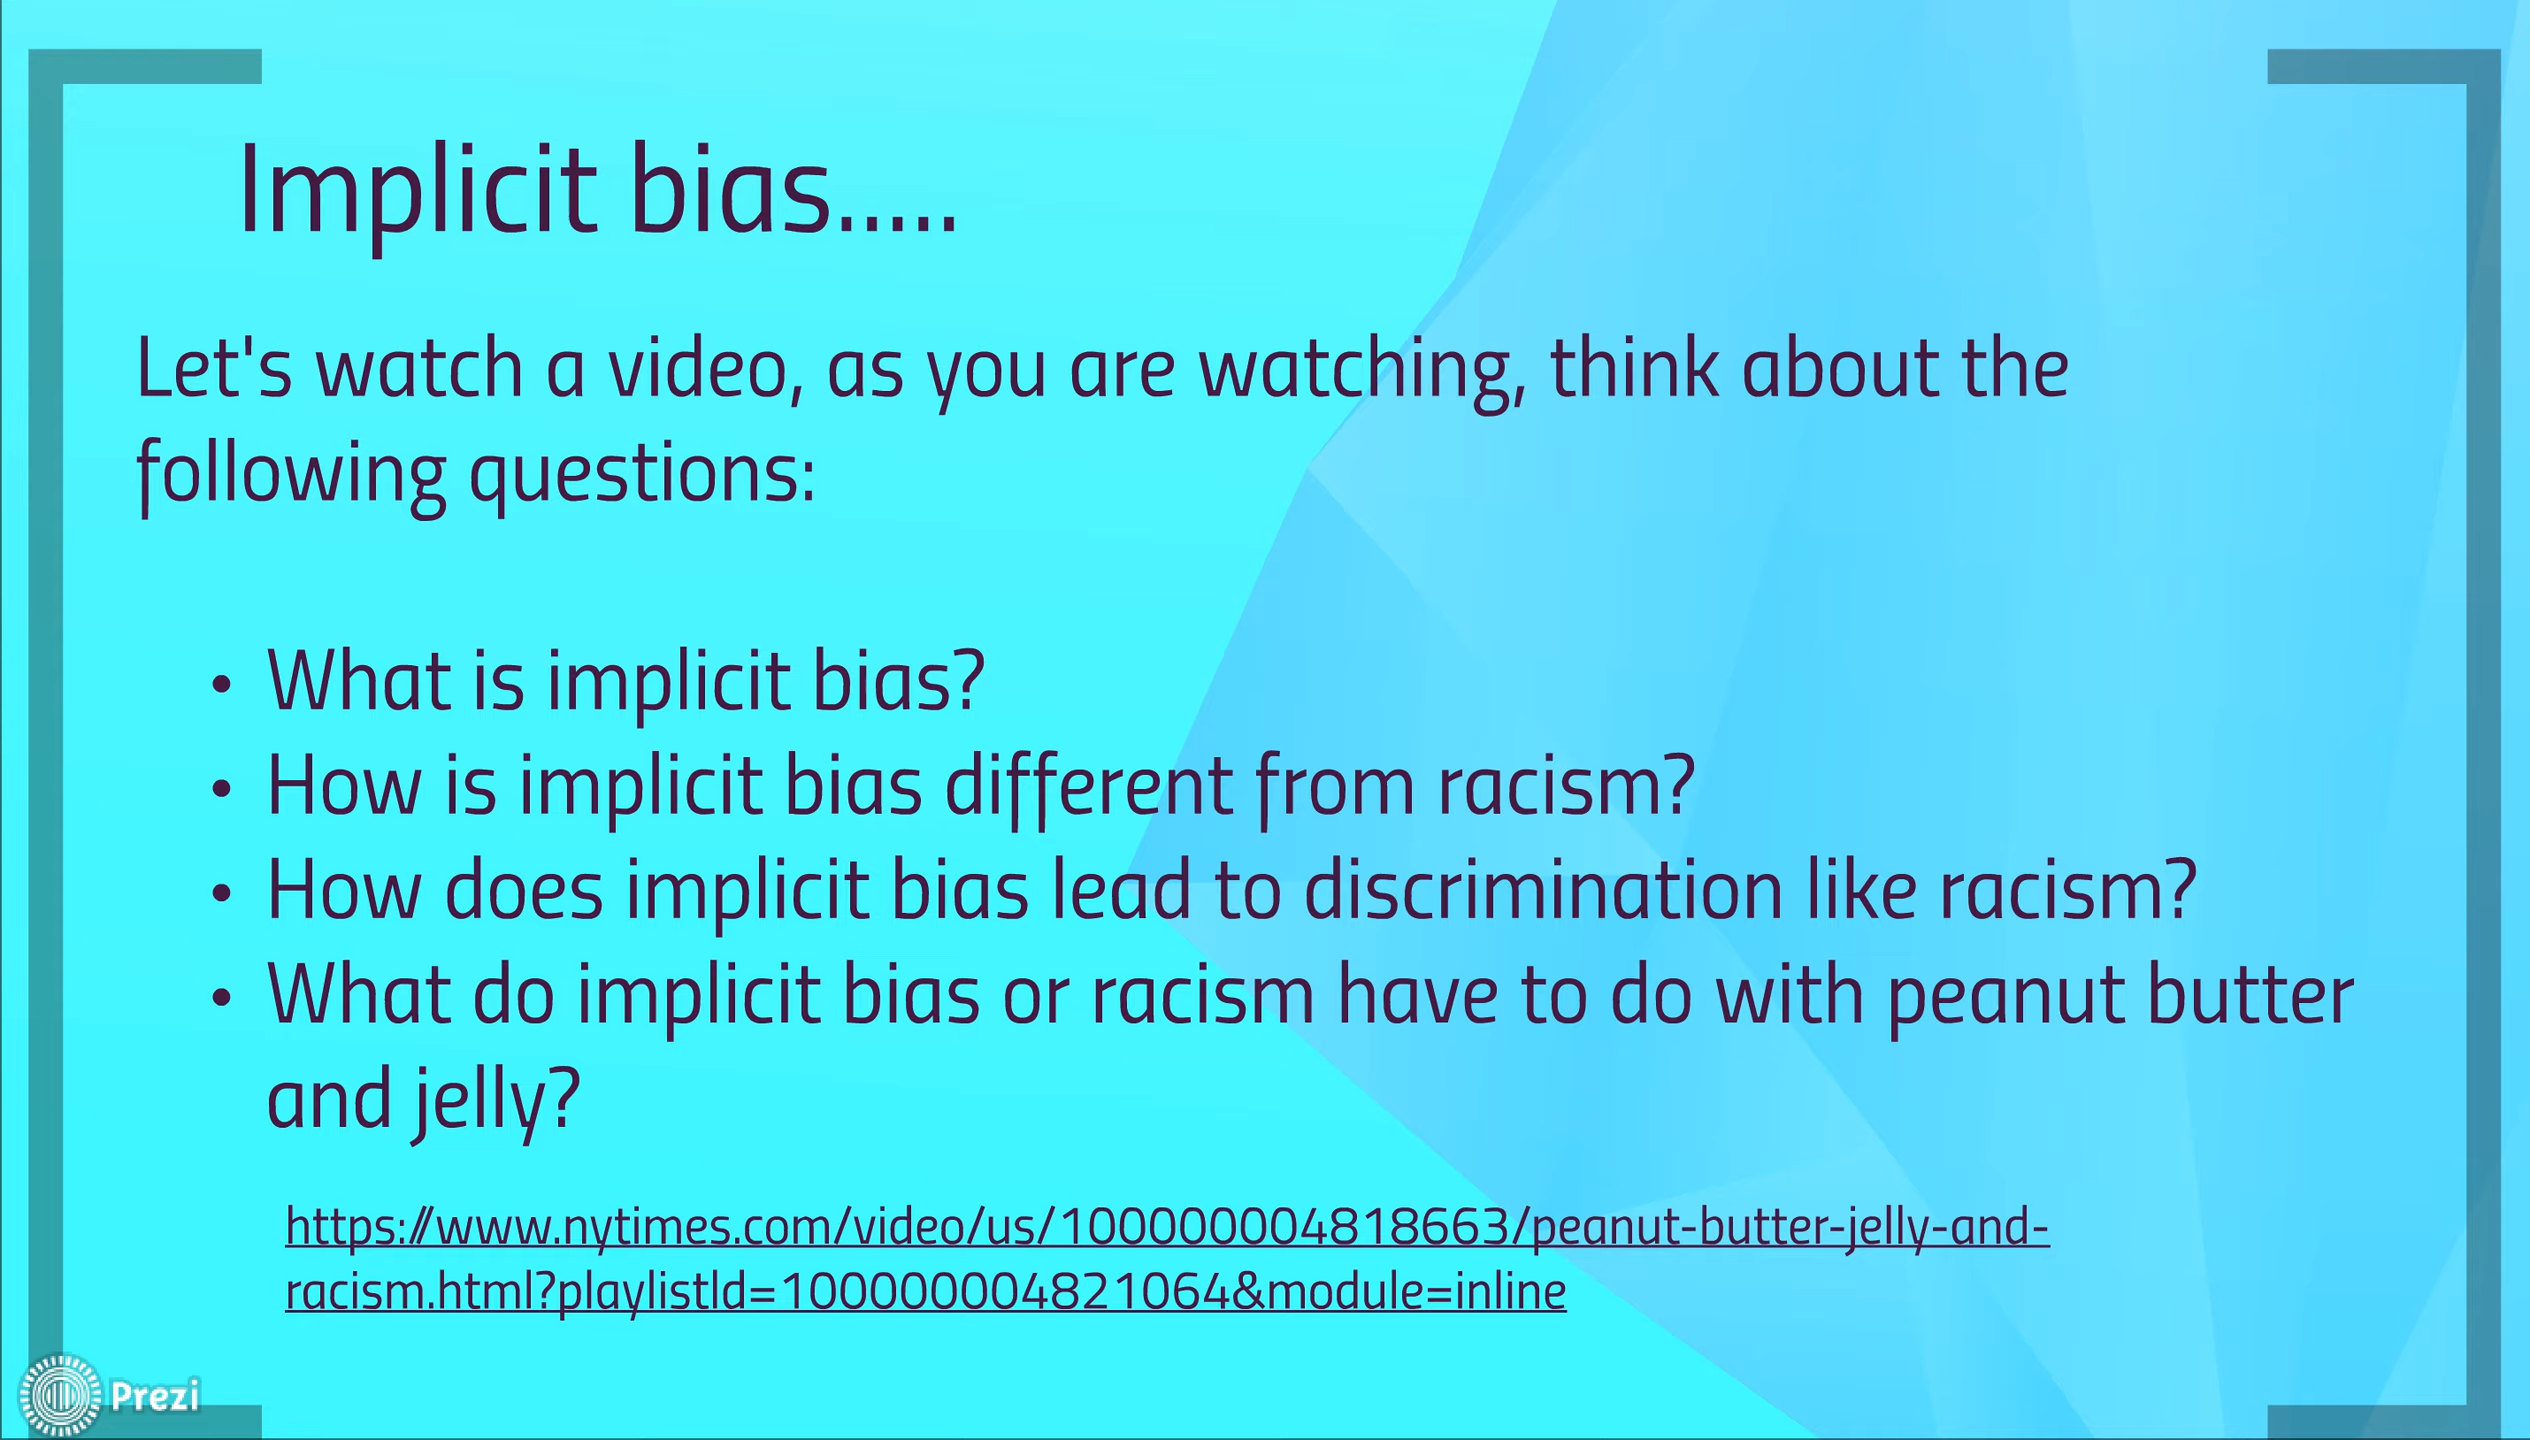 Implicit bias.....
Let's watch a video, as you are watching, think about the
following questions:
• What is implicit bias?
• How is implicit bias different from racism?
• How does implicit bias lead to discrimination like racism?
• What do implicit bias or racism have to do with peanut butter
and jelly?
https://www.nytimes.com/video/us/100000004818663/peanut-butter-jelly-and-
racism.html?playlistId=100000004821064&module=inline
Prezi